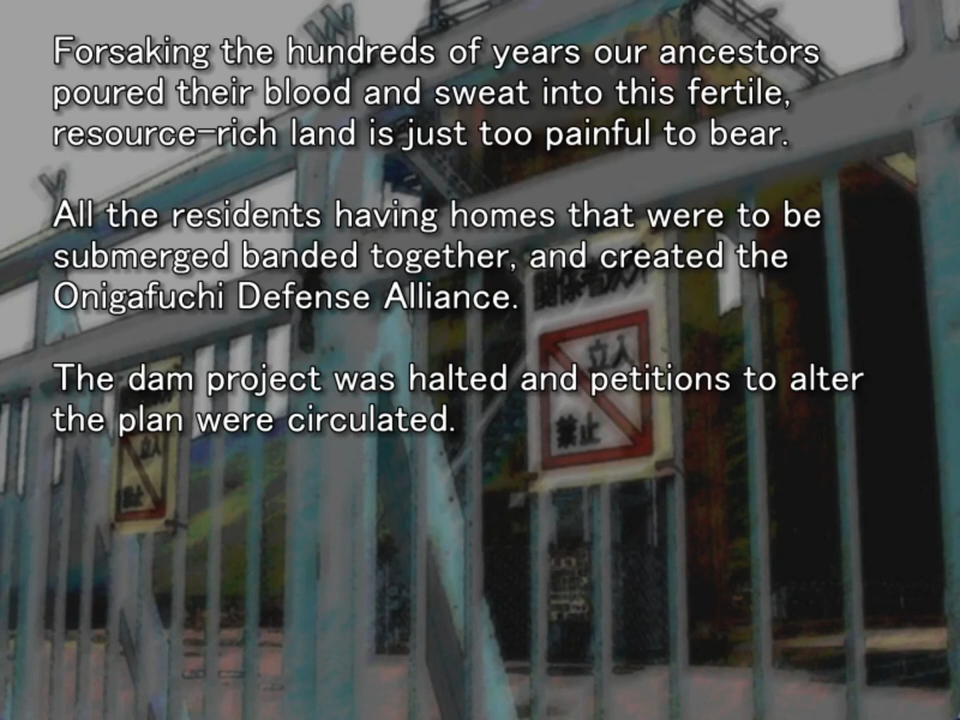 Forsaking the hundreds of years our ancestors
poured their blood and sweat into this fertile,
resource-rich land is just too painful to bear.
All the residents having homes that were to be
submerged banded together, and created the
Onigafuchi Defense Alliance.
The dam project was halted and petitions to alter
the plan were circulated.
立入
禁止
立入